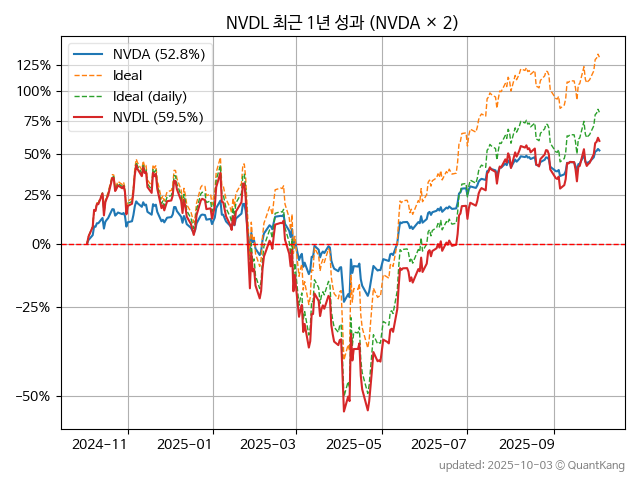 NVDL 최근 1년 성과 (NVDA × 2)
NVDA (52.8%)
Ideal
Ideal (daily)
NVDL (59.5%)
125%
100%
75%
50%
25%
0%
−25%
−50%
2024-11
2025-01
2025-03
2025-05
2025-07
2025-09
updated: 2025-10-03 © QuantKang